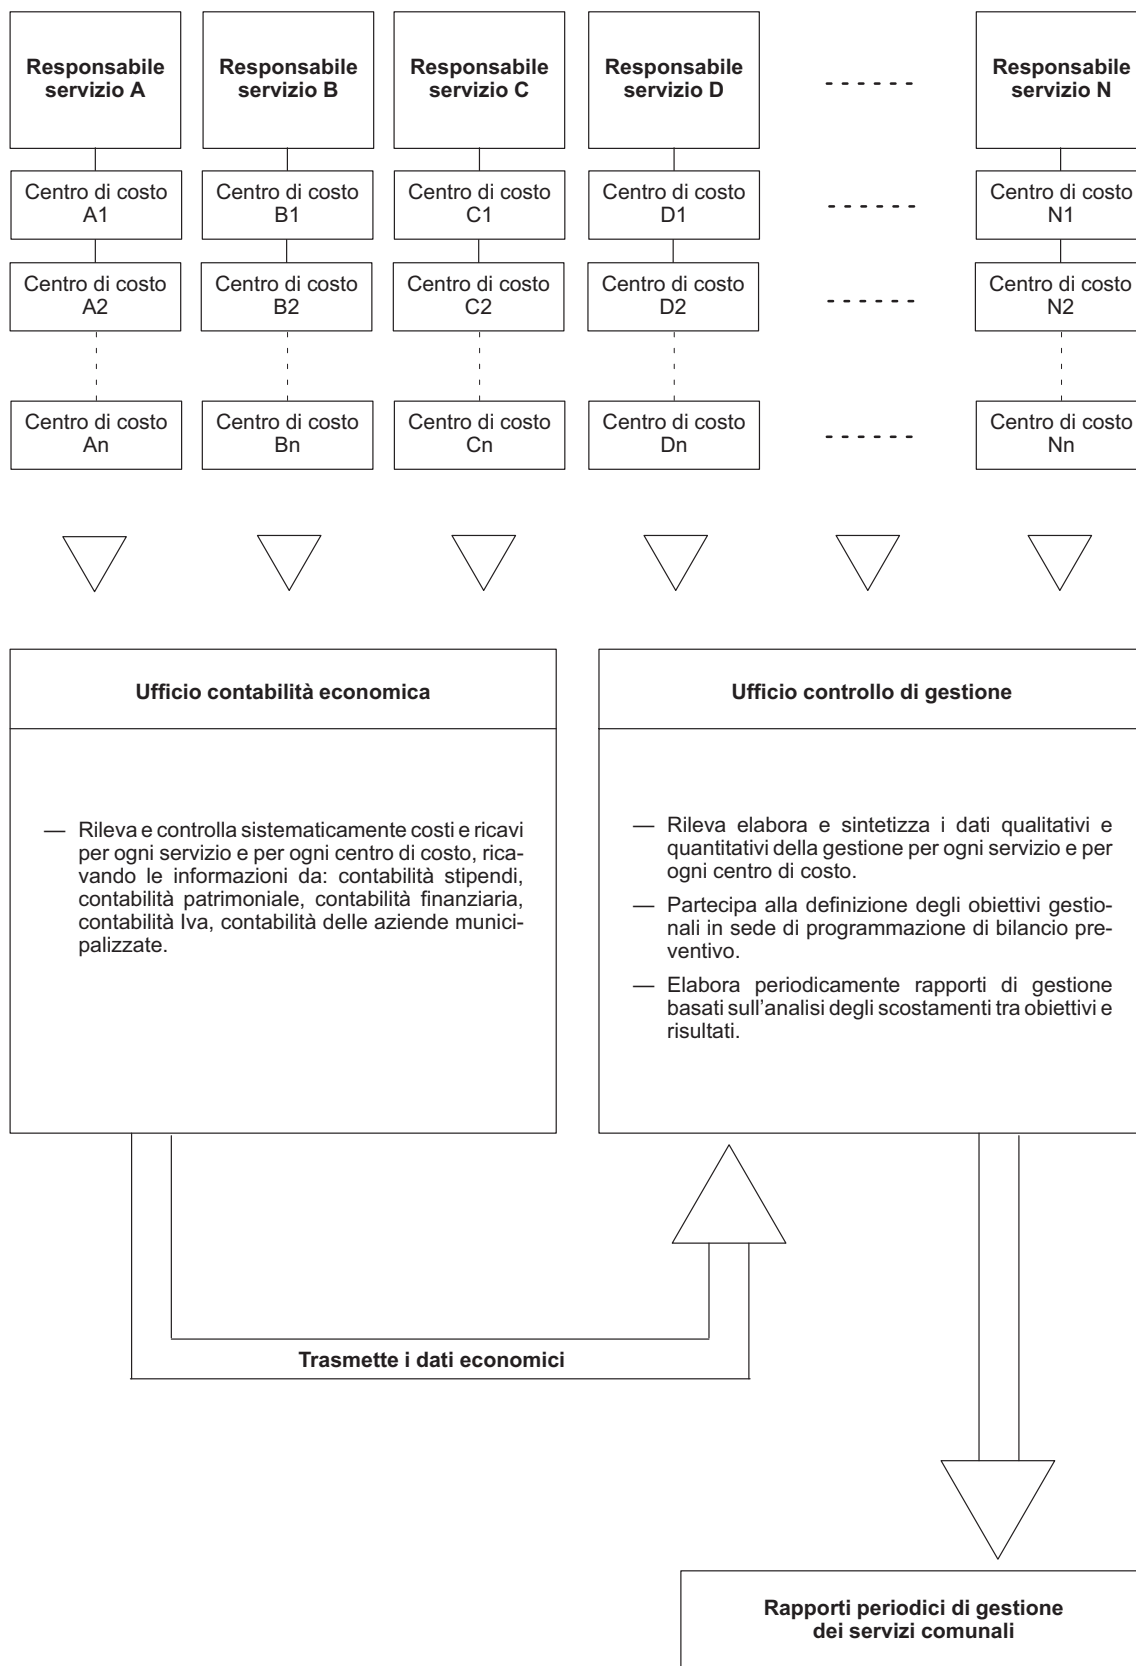 Responsabile
servizio A
Responsabile
servizio B
Responsabile
servizio C
Responsabile
servizio D
Responsabile
servizio N
Centro di costo
A1
Centro di costo
B1
Centro di costo
C1
Centro di costo
D1
Centro di costo
N1
Centro di costo
A2
Centro di costo
B2
Centro di costo
C2
Centro di costo
D2
Centro di costo
N2
Centro di costo
An
Centro di costo
Bn
Centro di costo
Cn
Centro di costo
Dn
Centro di costo
Nn
Ufficio contabilità economica
— Rileva e controlla sistematicamente costi e ricavi
per ogni servizio e per ogni centro di costo, rica-
vando le informazioni da: contabilità stipendi,
contabilità patrimoniale, contabilità finanziaria,
contabilità Iva, contabilità delle aziende munici-
palizzate.
Ufficio controllo di gestione
— Rileva elabora e sintetizza i dati qualitativi e
quantitativi della gestione per ogni servizio e per
ogni centro di costo.
— Partecipa alla definizione degli obiettivi gestio-
nali in sede di programmazione di bilancio pre-
ventivo.
— Elabora periodicamente rapporti di gestione
basati sull'analisi degli scostamenti tra obiettivi e
risultati.
Trasmette i dati economici
Rapporti periodici di gestione
dei servizi comunali